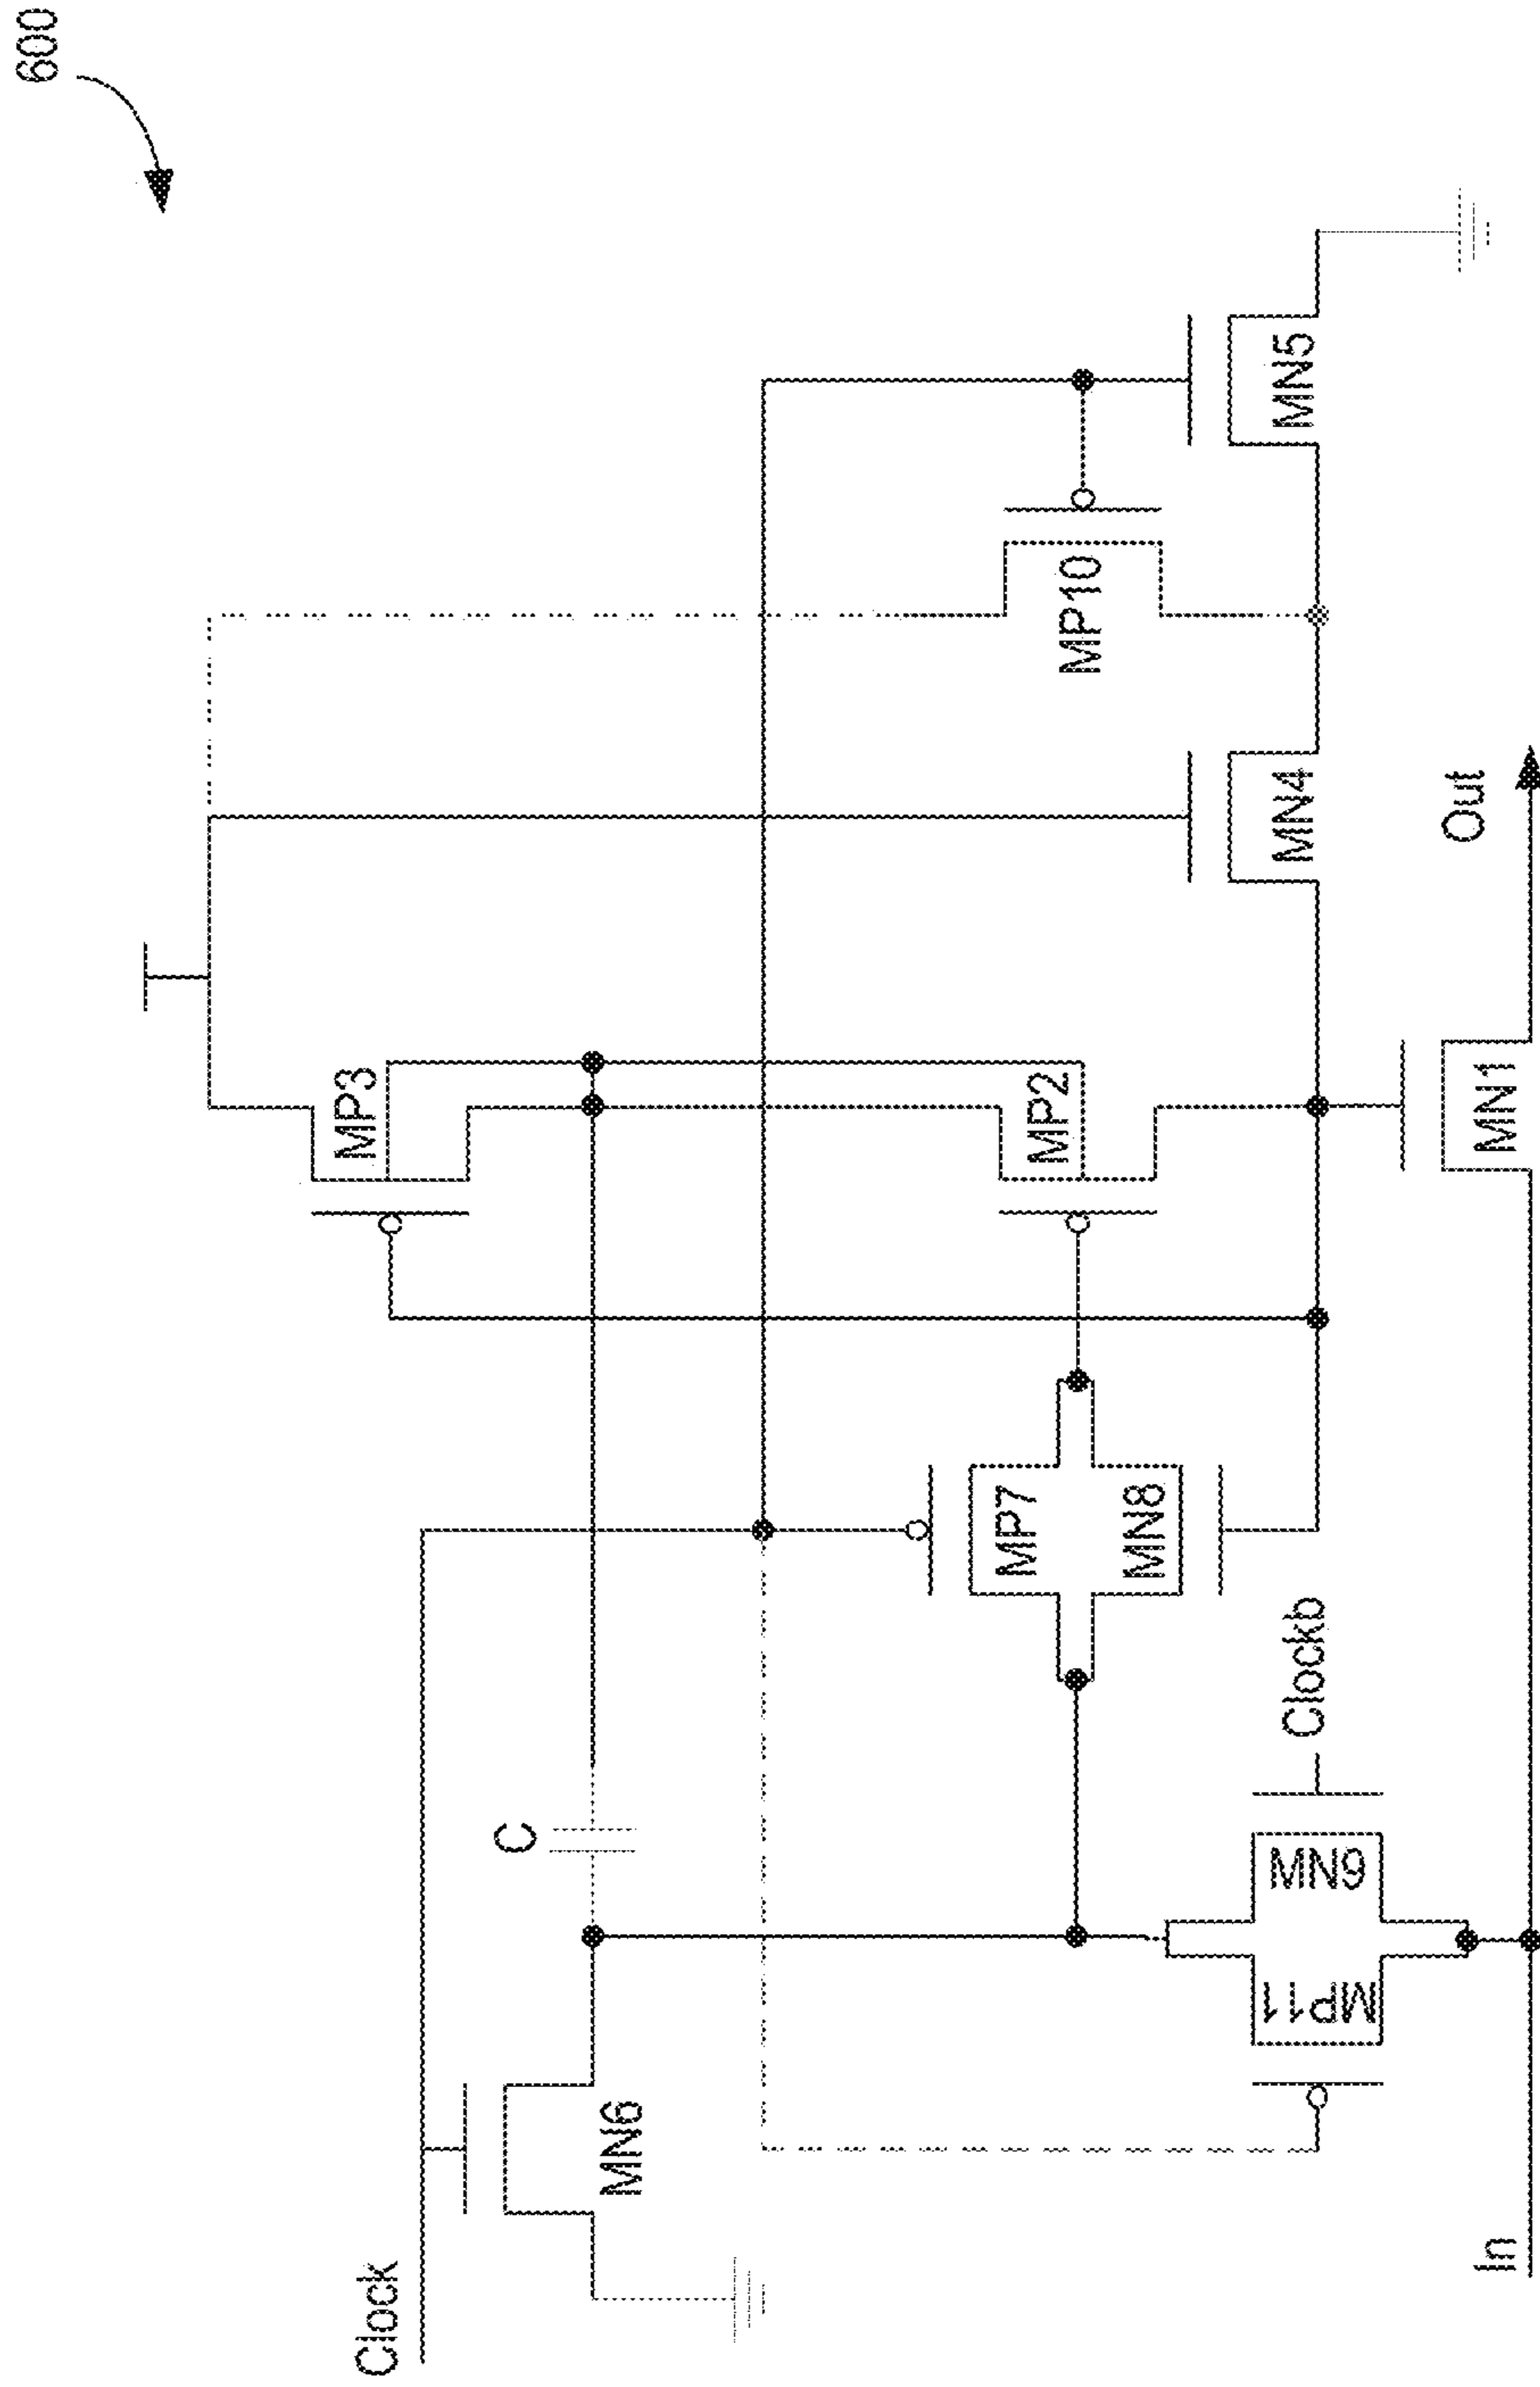 600
Clock
MN6
C
MP3
MP2
MP7
MN8
MP10
MN4
MN5
Clockb
MN9
MP11
MN1
In
Out